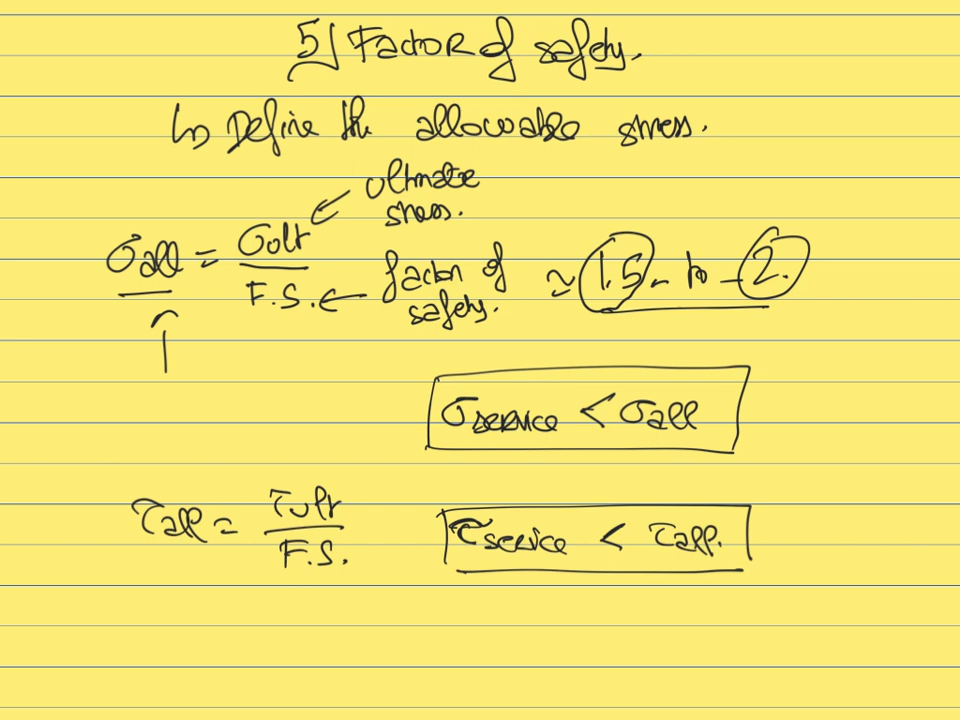 5) Factor of safety.
↳ Define the allowable stress.
σall = σult / F.S. ← ultimate stress.
← factor of safety. ≈ 1.5 - to - 2.
σservice < σall
τall = τult / F.S. τservice < τall.